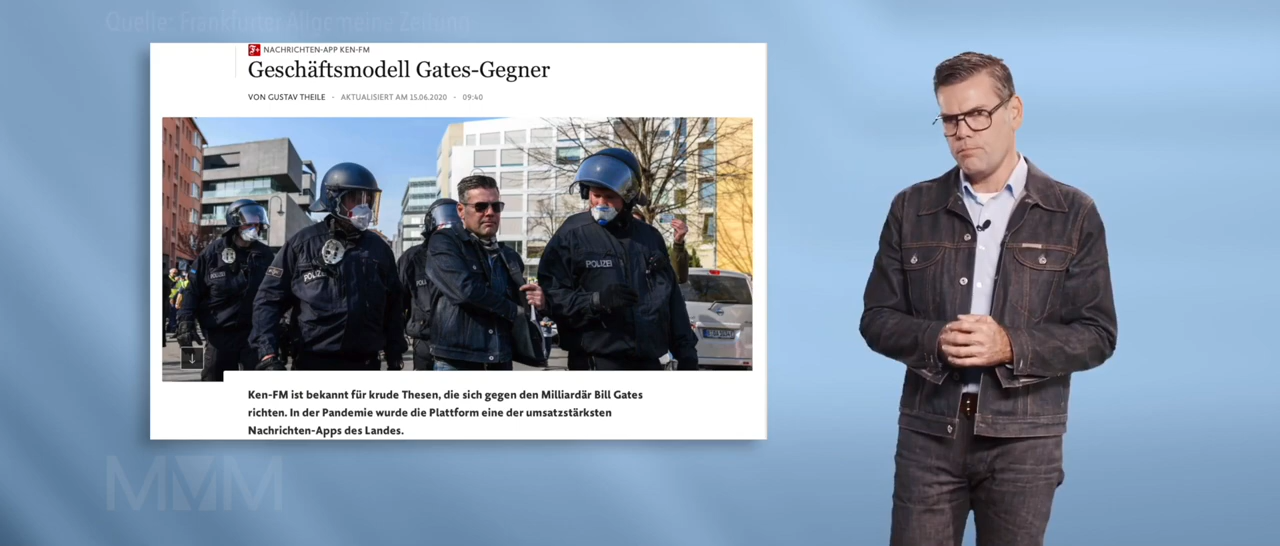 Quelle: Frankfurter Allgemeine Zeitung
F+ NACHRICHTEN-APP KEN-FM
Geschäftsmodell Gates-Gegner
VON GUSTAV THEILE - AKTUALISIERT AM 15.06.2020 - 09:40
POLIZEI
POLIZEI
Ken-FM ist bekannt für krude Thesen, die sich gegen den Milliardär Bill Gates
richten. In der Pandemie wurde die Plattform eine der umsatzstärksten
Nachrichten-Apps des Landes.
MMM